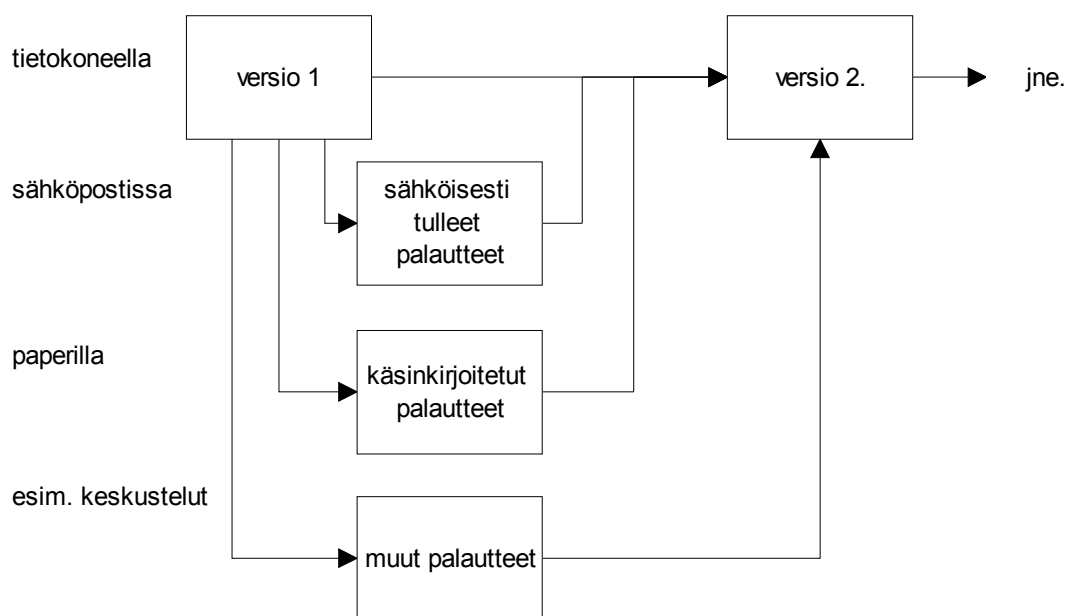 tietokoneella
versio 1
versio 2.
jne.
sähköpostissa
sähköisesti
tulleet
palautteet
paperilla
käsinkirjoitetut
palautteet
esim. keskustelut
muut palautteet